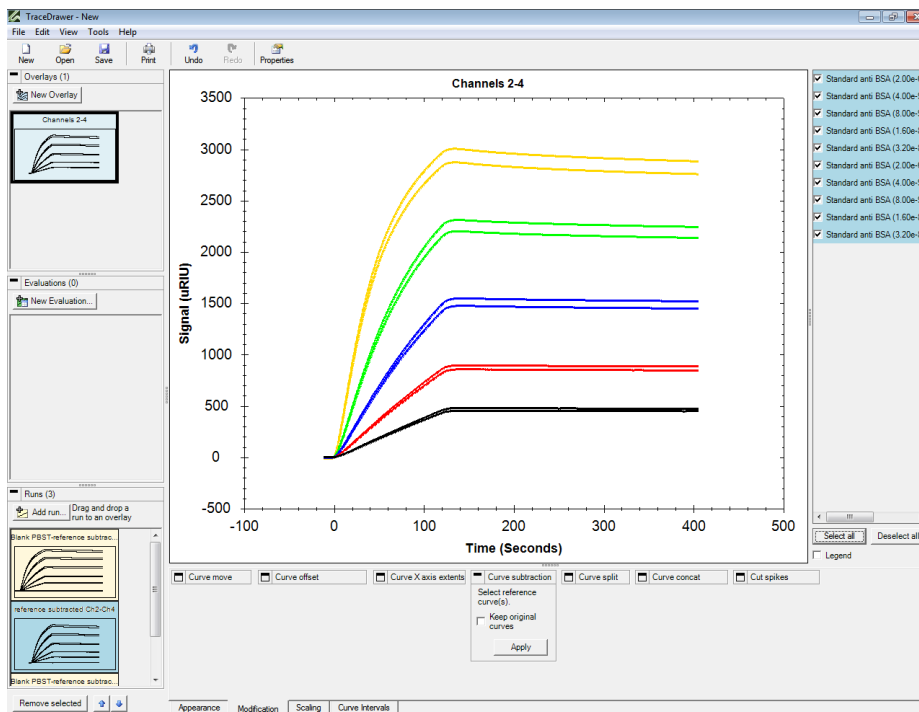 TraceDrawer - New
File Edit View Tools Help
New Open Save Print Undo Redo Properties
Overlays (1)
New Overlay
Channels 2-4
Evaluations (0)
New Evaluation...
Runs (3)
Add run...
Drag and drop a
run to an overlay
Blank PBST-reference subtrac...
reference subtracted Ch2-Ch4
Blank PBST-reference subtrac...
Remove selected
Channels 2-4
Signal (uRIU)
3500
3000
2500
2000
1500
1000
500
0
-500
-100 0 100 200 300 400 500
Time (Seconds)
Standard anti BSA (2.00e-
Standard anti BSA (4.00e-
Standard anti BSA (8.00e-
Standard anti BSA (1.60e-
Standard anti BSA (3.20e-
Standard anti BSA (2.00e-
Standard anti BSA (4.00e-
Standard anti BSA (8.00e-
Standard anti BSA (1.60e-
Standard anti BSA (3.20e-
Select all Deselect all
Legend
Curve move Curve offset Curve X axis extents Curve subtraction Curve split Curve concat Cut spikes
Select reference
curve(s).
Keep original
curves
Apply
Appearance Modification Scaling Curve Intervals